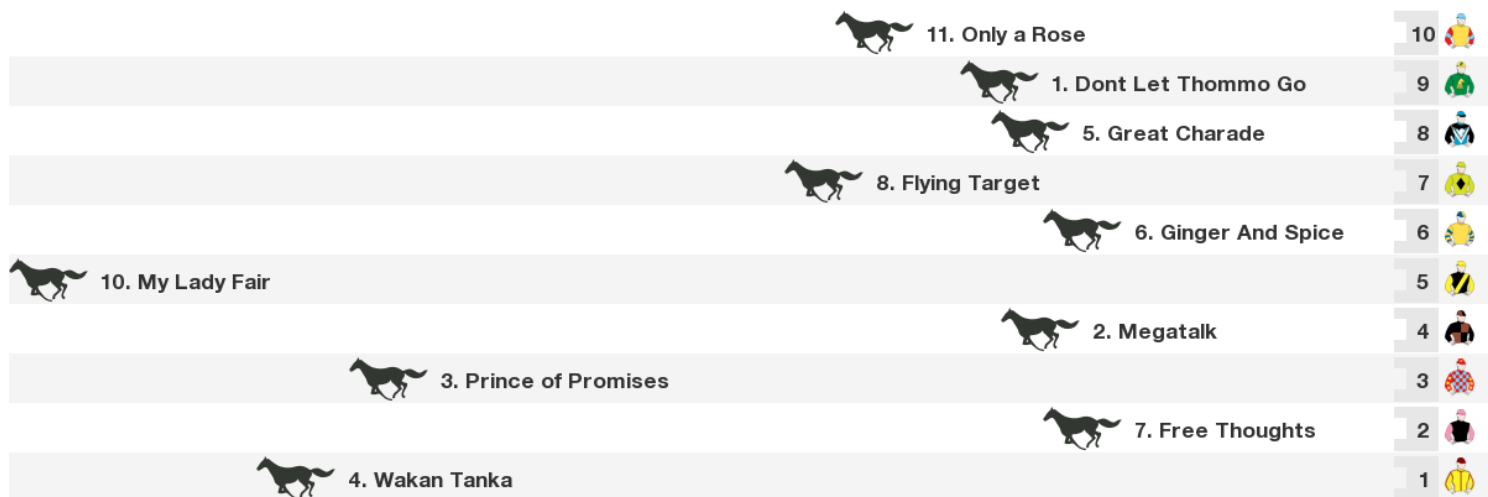 11. Only a Rose 10
1. Dont Let Thommo Go 9
5. Great Charade 8
8. Flying Target 7
6. Ginger And Spice 6
10. My Lady Fair 5
2. Megatalk 4
3. Prince of Promises 3
7. Free Thoughts 2
4. Wakan Tanka 1